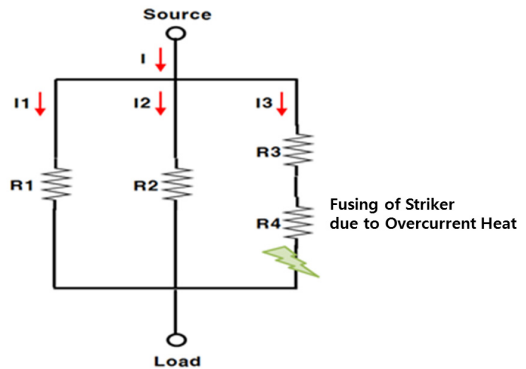 Source
I
I1
I2
I3
R3
R1
R2
R4
Fusing of Striker
due to Overcurrent Heat
Load